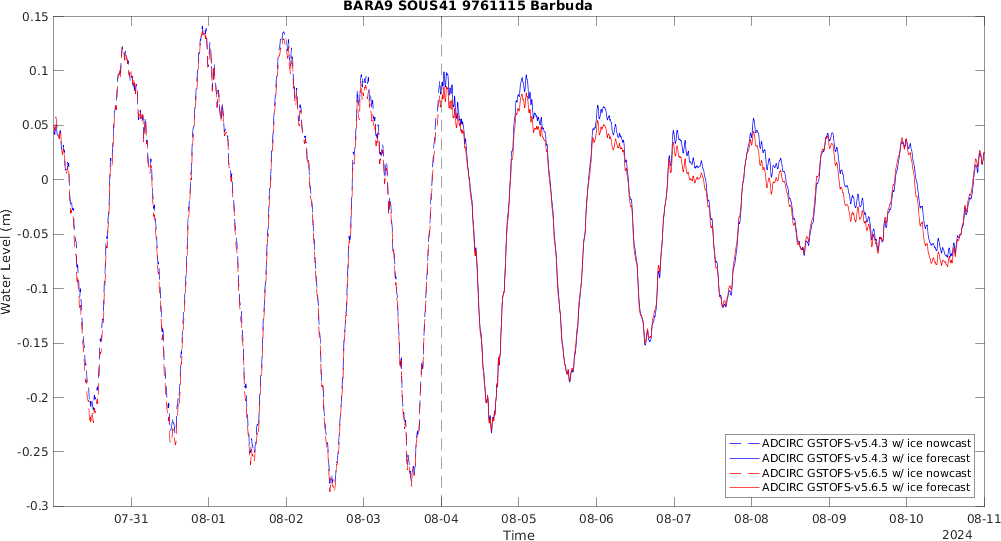 BARA9 SOUS41 9761115 Barbuda
0.15
0.1
0.05
0
-0.05
-0.1
-0.15
-0.2
-0.25
-0.3
Water Level (m)
ADCIRC GSTOFS-v5.4.3 w/ ice nowcast
ADCIRC GSTOFS-v5.4.3 w/ ice forecast
ADCIRC GSTOFS-v5.6.5 w/ ice nowcast
ADCIRC GSTOFS-v5.6.5 w/ ice forecast
07-31 08-01 08-02 08-03 08-04 08-05 08-06 08-07 08-08 08-09 08-10 08-11
Time
2024